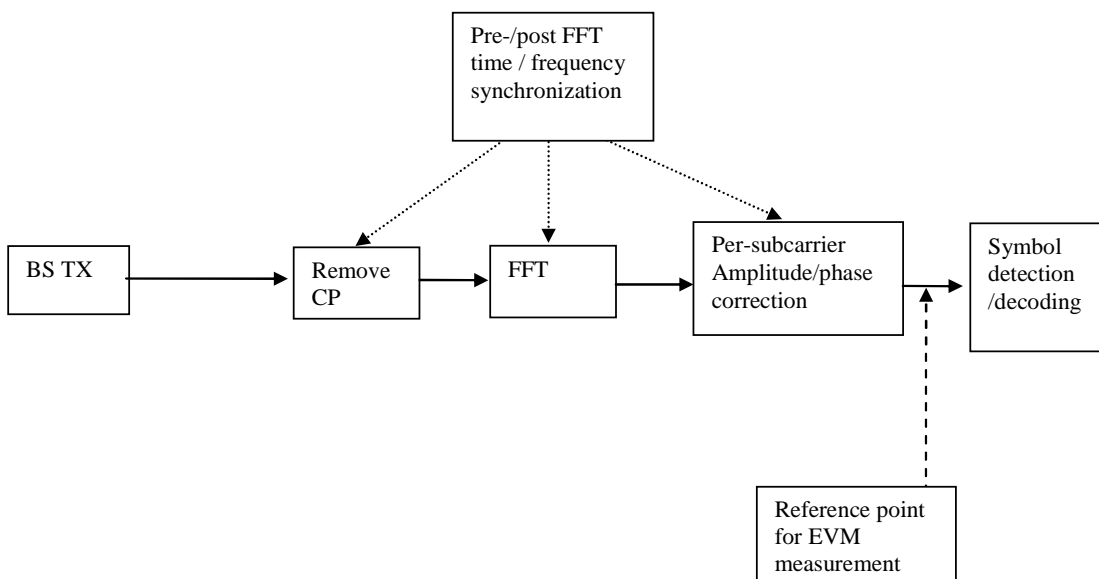 Pre-/post FFT
time / frequency
synchronization
BS TX
Remove
CP
FFT
Per-subcarrier
Amplitude/phase
correction
Symbol
detection
/decoding
Reference point
for EVM
measurement